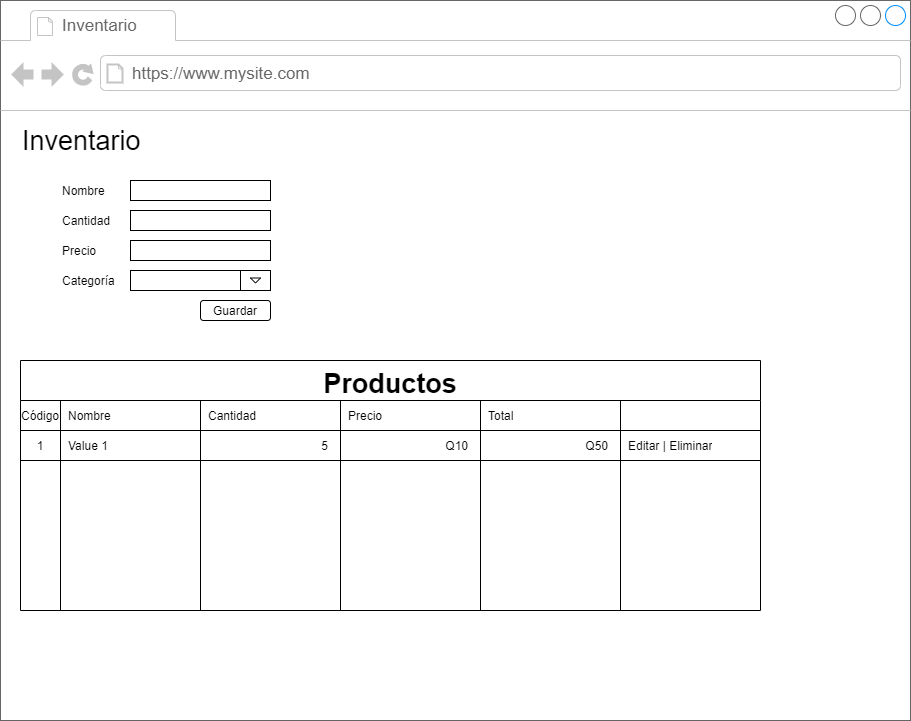 Inventario
https://www.mysite.com
Inventario
Nombre
Cantidad
Precio
Categoría
Guardar
Productos
Código Nombre Cantidad Precio Total
1 Value 1 5 Q10 Q50 Editar | Eliminar